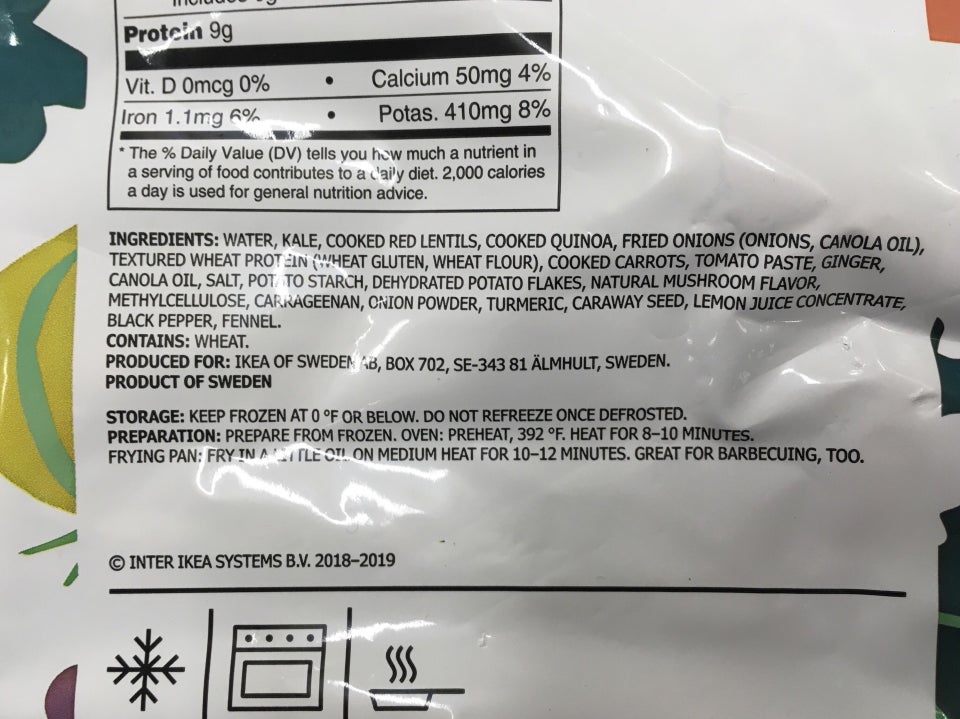 Protein 9g
Vit. D 0mcg 0% • Calcium 50mg 4%
Iron 1.1mg 6% • Potas. 410mg 8%
* The % Daily Value (DV) tells you how much a nutrient in
a serving of food contributes to a daily diet. 2,000 calories
a day is used for general nutrition advice.
INGREDIENTS: WATER, KALE, COOKED RED LENTILS, COOKED QUINOA, FRIED ONIONS (ONIONS, CANOLA OIL),
TEXTURED WHEAT PROTEIN (WHEAT GLUTEN, WHEAT FLOUR), COOKED CARROTS, TOMATO PASTE, GINGER,
CANOLA OIL, SALT, POTATO STARCH, DEHYDRATED POTATO FLAKES, NATURAL MUSHROOM FLAVOR,
METHYLCELLULOSE, CARRAGEENAN, ONION POWDER, TURMERIC, CARAWAY SEED, LEMON JUICE CONCENTRATE,
BLACK PEPPER, FENNEL.
CONTAINS: WHEAT.
PRODUCED FOR: IKEA OF SWEDEN AB, BOX 702, SE-343 81 ÄLMHULT, SWEDEN.
PRODUCT OF SWEDEN
STORAGE: KEEP FROZEN AT 0 ºF OR BELOW. DO NOT REFREEZE ONCE DEFROSTED.
PREPARATION: PREPARE FROM FROZEN. OVEN: PREHEAT, 392 ºF. HEAT FOR 8–10 MINUTES.
FRYING PAN: FRY IN A LITTLE OIL ON MEDIUM HEAT FOR 10–12 MINUTES. GREAT FOR BARBECUING, TOO.
© INTER IKEA SYSTEMS B.V. 2018–2019